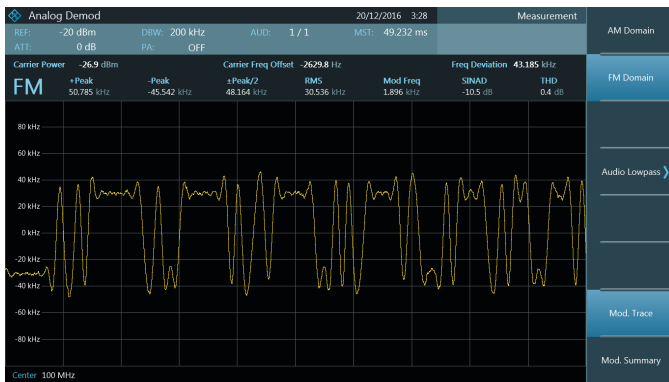 Analog Demod 20/12/2016 3:28 Measurement
REF: -20 dBm DBW: 200 kHz AUD: 1 / 1 MST: 49.232 ms
ATT: 0 dB PA: OFF
Carrier Power -26.9 dBm Carrier Freq Offset -2629.8 Hz Freq Deviation 43.185 kHz
FM +Peak -Peak ±Peak/2 RMS Mod Freq SINAD THD
50.785 kHz -45.542 kHz 48.164 kHz 30.536 kHz 1.896 kHz -10.5 dB 0.4 dB
80 kHz
60 kHz
40 kHz
20 kHz
0 kHz
-20 kHz
-40 kHz
-60 kHz
-80 kHz
Center 100 MHz
AM Domain
FM Domain
Audio Lowpass
Mod. Trace
Mod. Summary